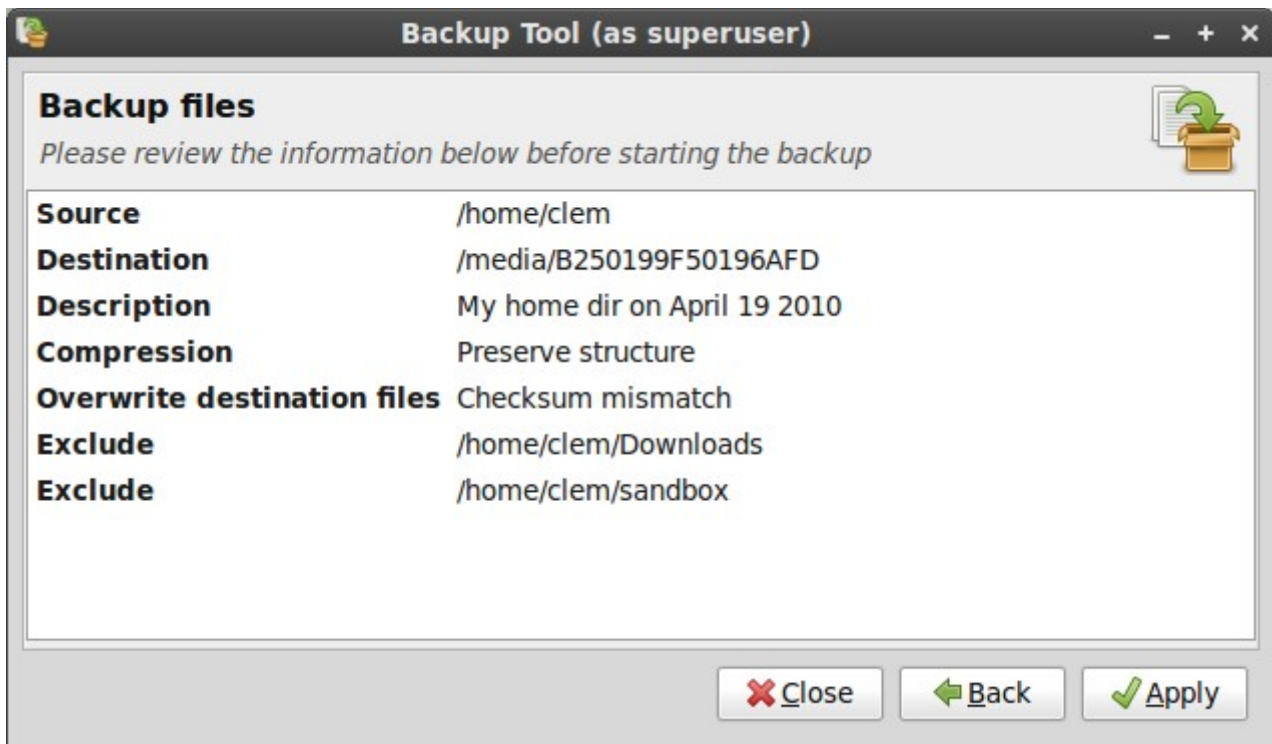 Backup Tool (as superuser)
Backup files
Please review the information below before starting the backup
Source /home/clem
Destination /media/B250199F50196AFD
Description My home dir on April 19 2010
Compression Preserve structure
Overwrite destination files Checksum mismatch
Exclude /home/clem/Downloads
Exclude /home/clem/sandbox
Close Back Apply